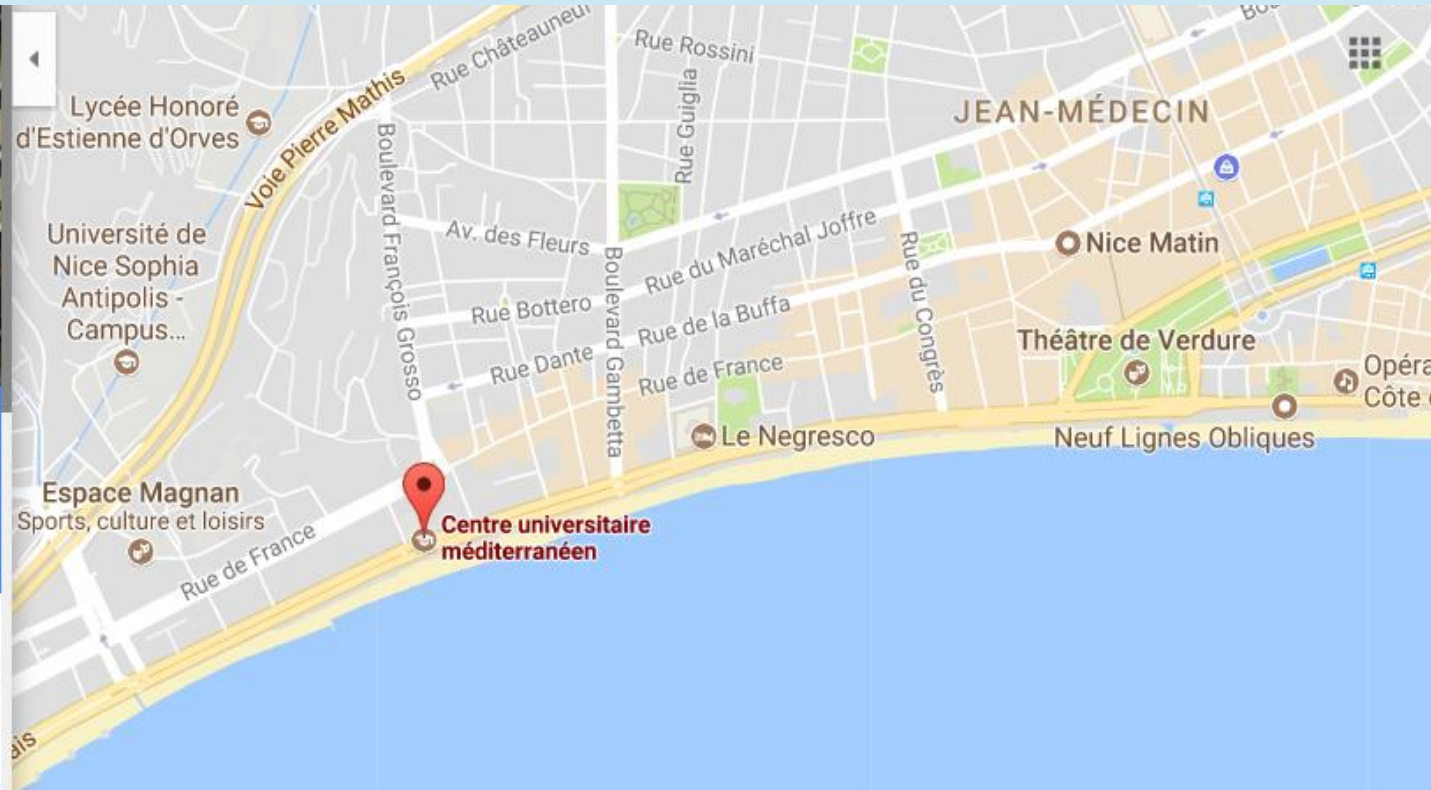 Rue Châteauneuf
Rue Rossini
Lycée Honoré
d'Estienne d'Orves
Voie Pierre Mathis
Rue Guiglia
JEAN-MÉDECIN
Boulevard François Grosso
Université de
Nice Sophia
Antipolis -
Campus...
Av. des Fleurs
Rue du Maréchal Joffre
Nice Matin
Rue Bottero
Boulevard Gambetta
Rue de la Buffa
Rue du Congrès
Rue Dante
Rue de France
Théâtre de Verdure
Opéra
Côte
Le Negresco
Neuf Lignes Obliques
Espace Magnan
Sports, culture et loisirs
Centre universitaire
méditerranéen
Rue de France
ais